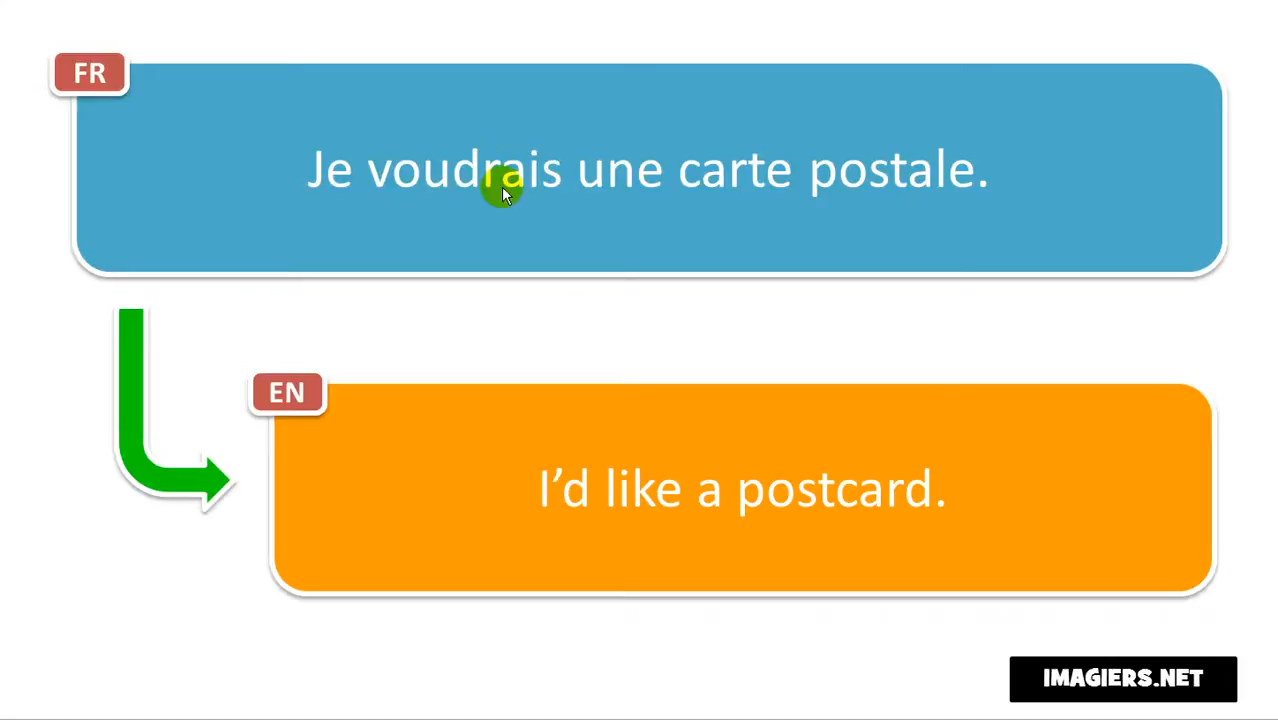 FR
Je voudrais une carte postale.
EN
I’d like a postcard.
IMAGIERS.NET